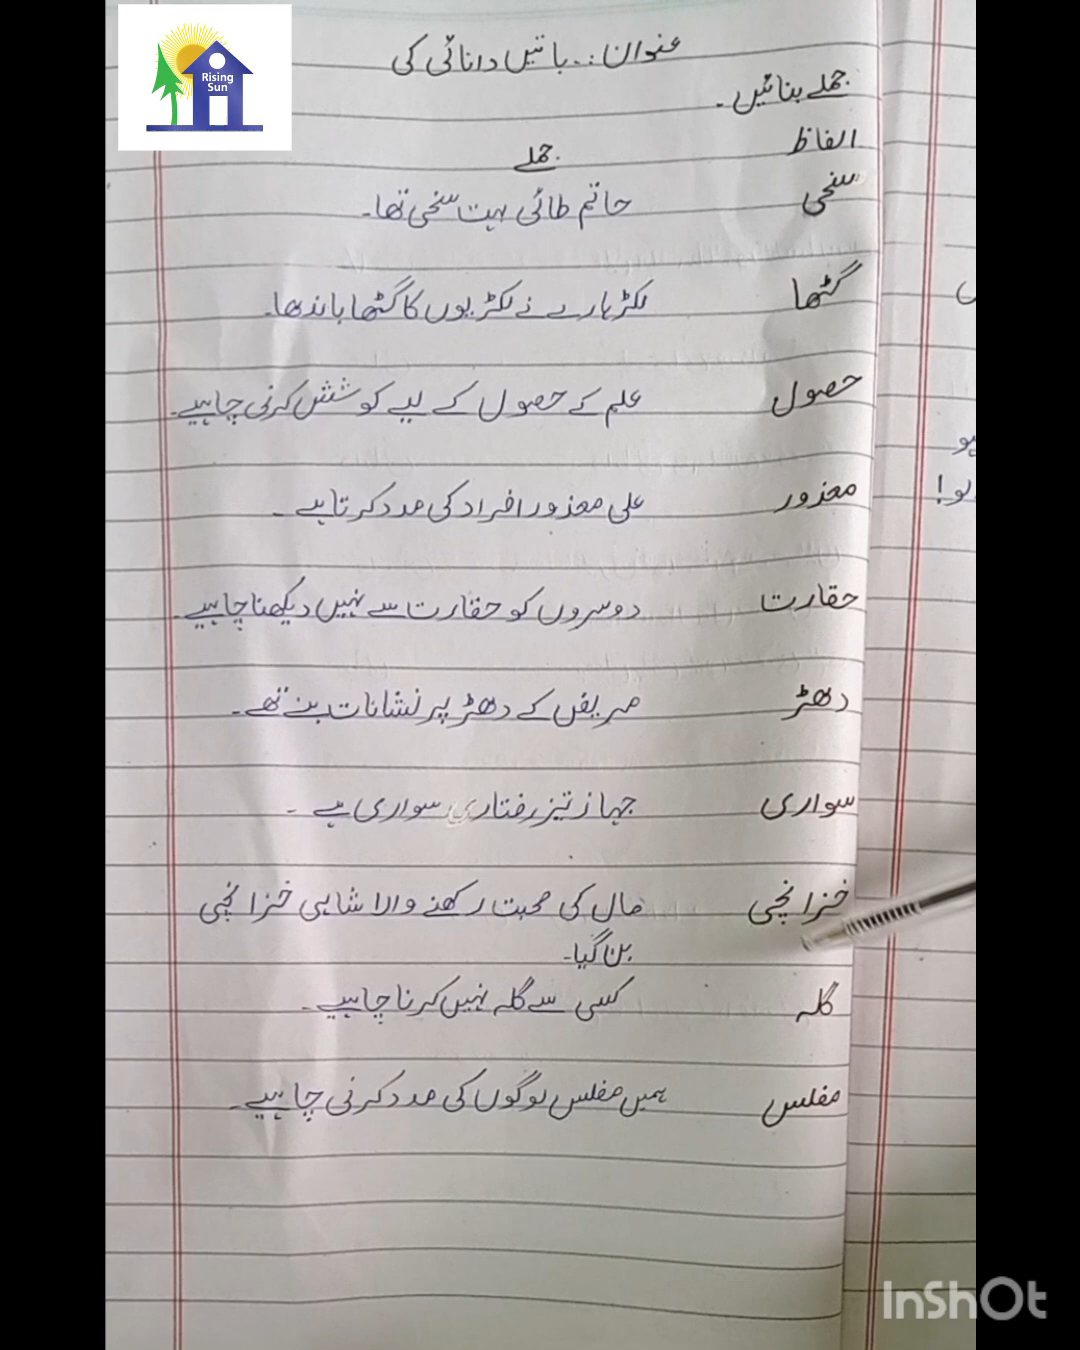 Rising
Sun
عنوان: باتیں دانائی کی
جملے بنائیں۔
الفاظ جملے
سخی حاتم طائی بہت سخی تھا۔
گٹھا لکڑہارے نے لکڑیوں کا گٹھا باندھا۔
حصول علم کے حصول کے لیے کوشش کرنی چاہیے۔
معذور علی معذور افراد کی مدد کرتا ہے۔
حقارت دوسروں کو حقارت سے نہیں دیکھنا چاہیے۔
دھڑ مریض کے دھڑ پر نشانات بنے تھے۔
سواری جہاز تیز رفتار سواری ہے۔
خزانچی مال کی محبت رکھنے والا شاہی خزانچی
بن گیا۔
گلہ کسی سے گلہ نہیں کرنا چاہیے۔
مفلس ہمیں مفلس لوگوں کی مدد کرنی چاہیے۔
ہو
لو!
InShOt